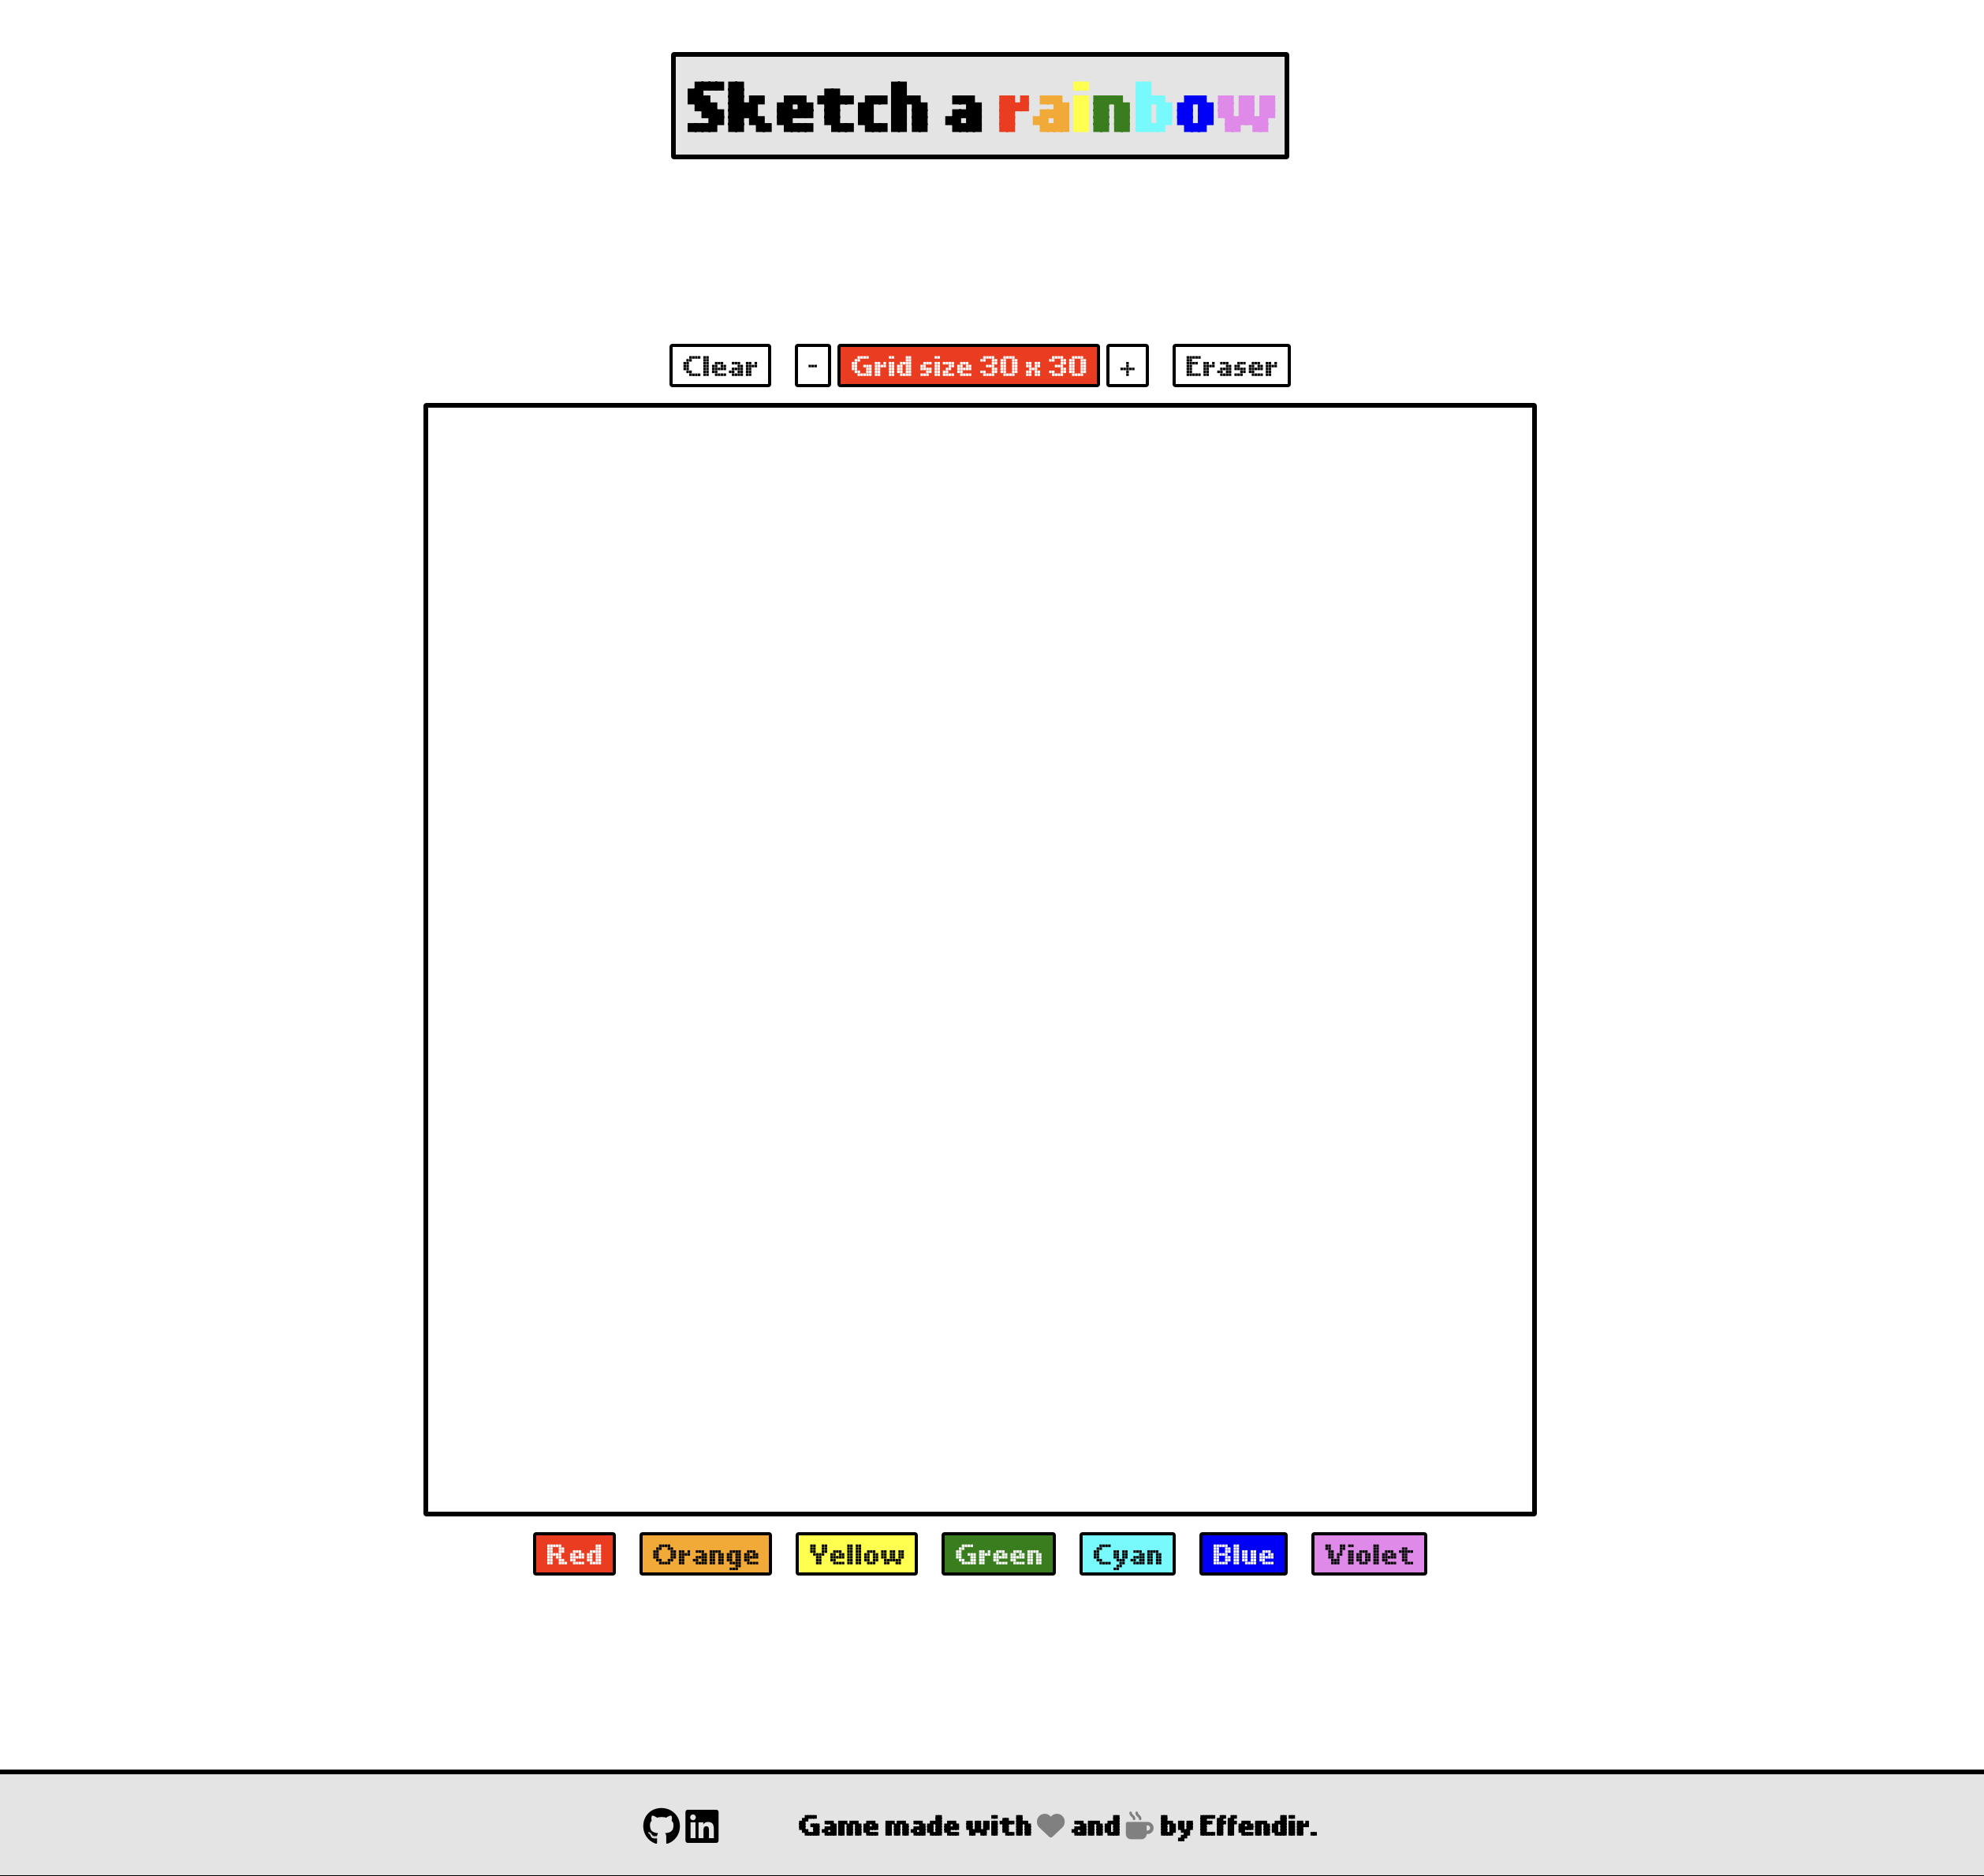 Sketch a rainbow
Clear - Grid size 30 x 30 + Eraser
Red Orange Yellow Green Cyan Blue Violet
Game made with and by Effendir.